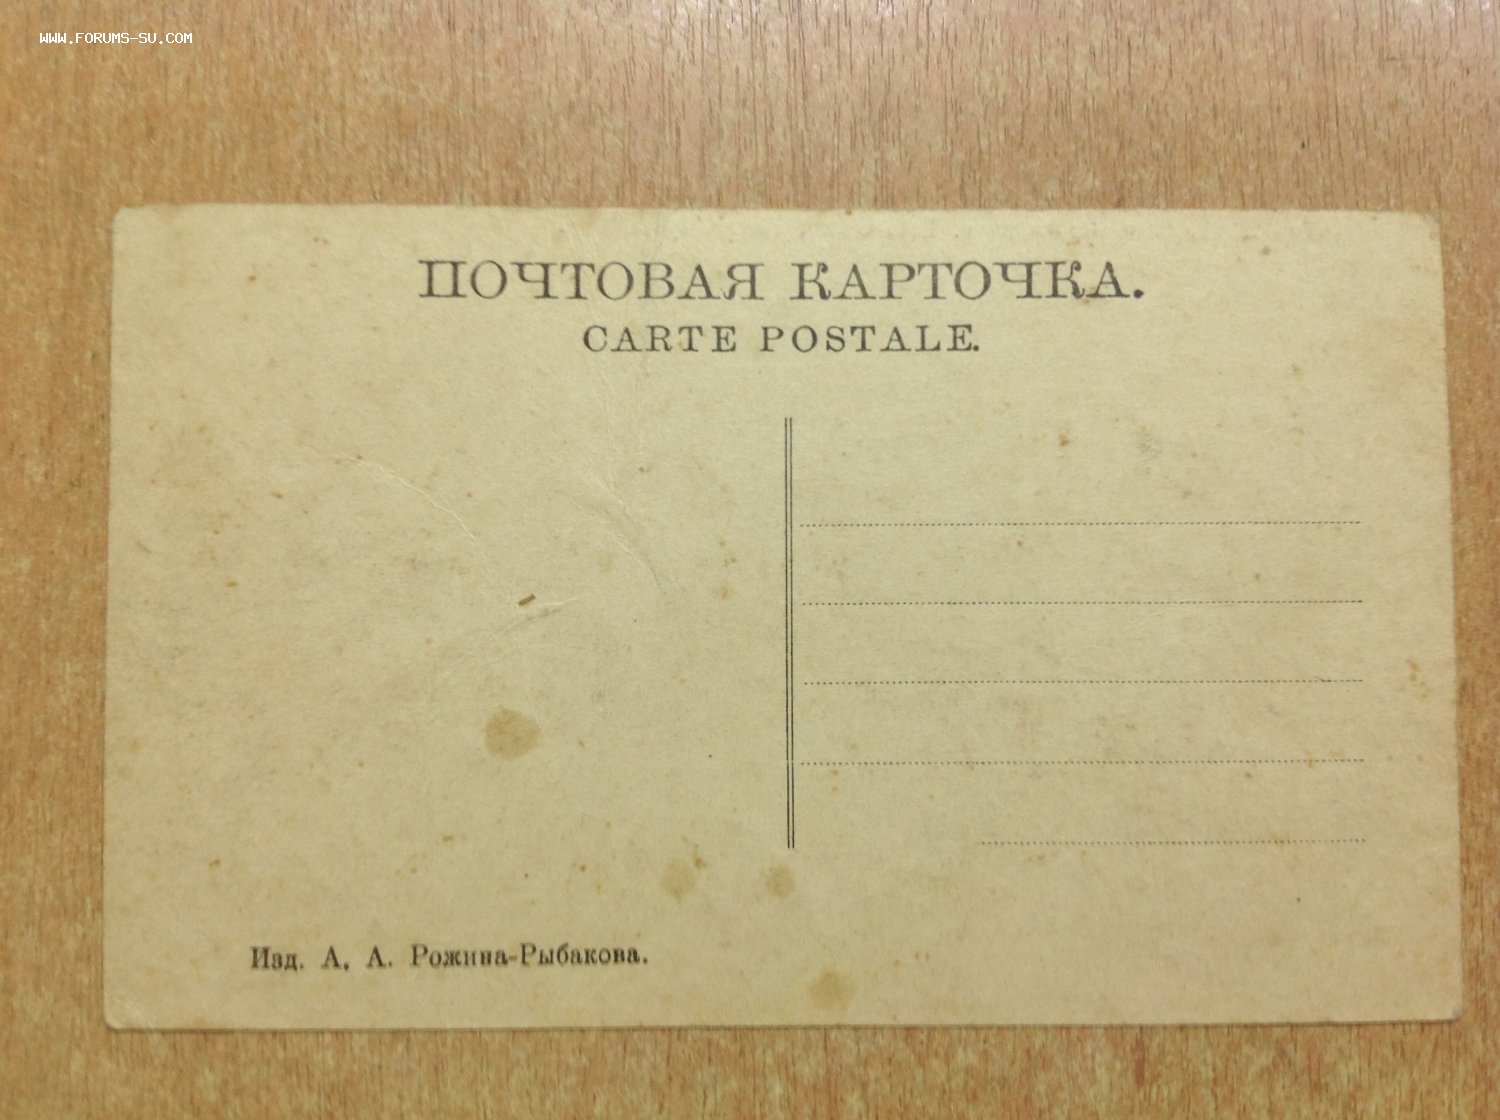 WWW.FORUMS-SU.COM
ПОЧТОВАЯ КАРТОЧКА.
CARTE POSTALE.
Изд. А. А. Рожина-Рыбакова.